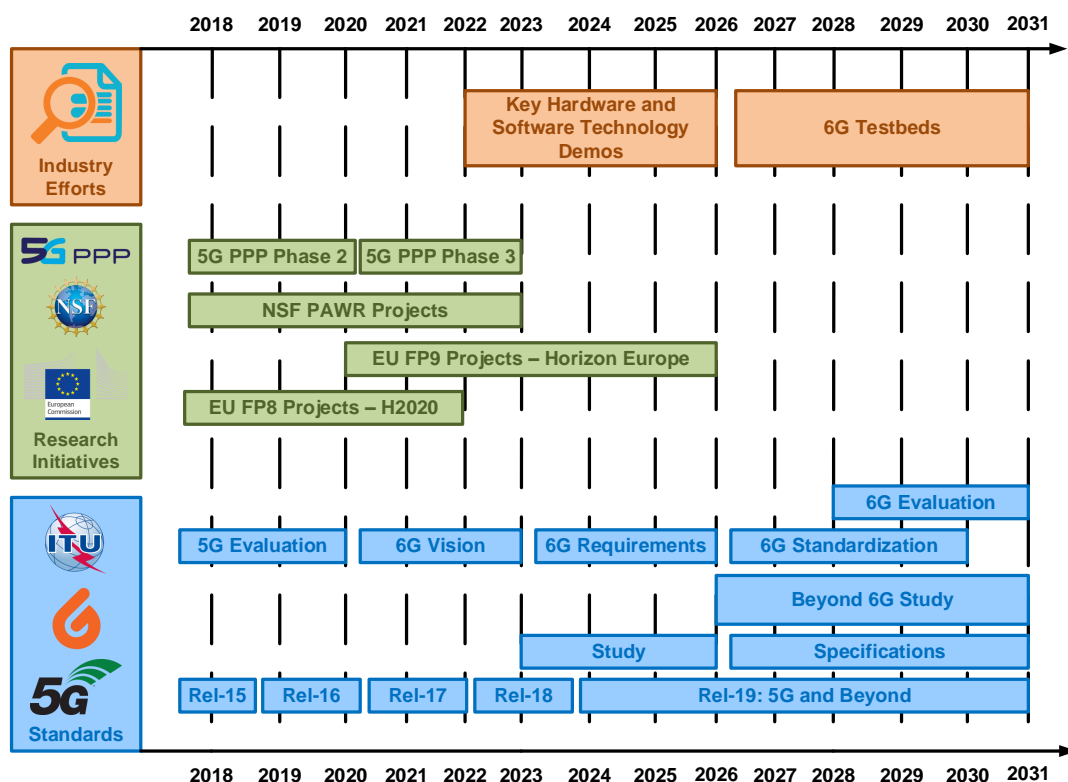 2018 2019 2020 2021 2022 2023 2024 2025 2026 2027 2028 2029 2030 2031
Industry
Efforts
Key Hardware and
Software Technology
Demos
6G Testbeds
5G PPP
NSF
European
Commission
Research
Initiatives
5G PPP Phase 2
5G PPP Phase 3
NSF PAWR Projects
EU FP9 Projects – Horizon Europe
EU FP8 Projects – H2020
ITU
5G
Standards
6G Evaluation
5G Evaluation
6G Vision
6G Requirements
6G Standardization
Beyond 6G Study
Study
Specifications
Rel-15
Rel-16
Rel-17
Rel-18
Rel-19: 5G and Beyond
2018 2019 2020 2021 2022 2023 2024 2025 2026 2027 2028 2029 2030 2031